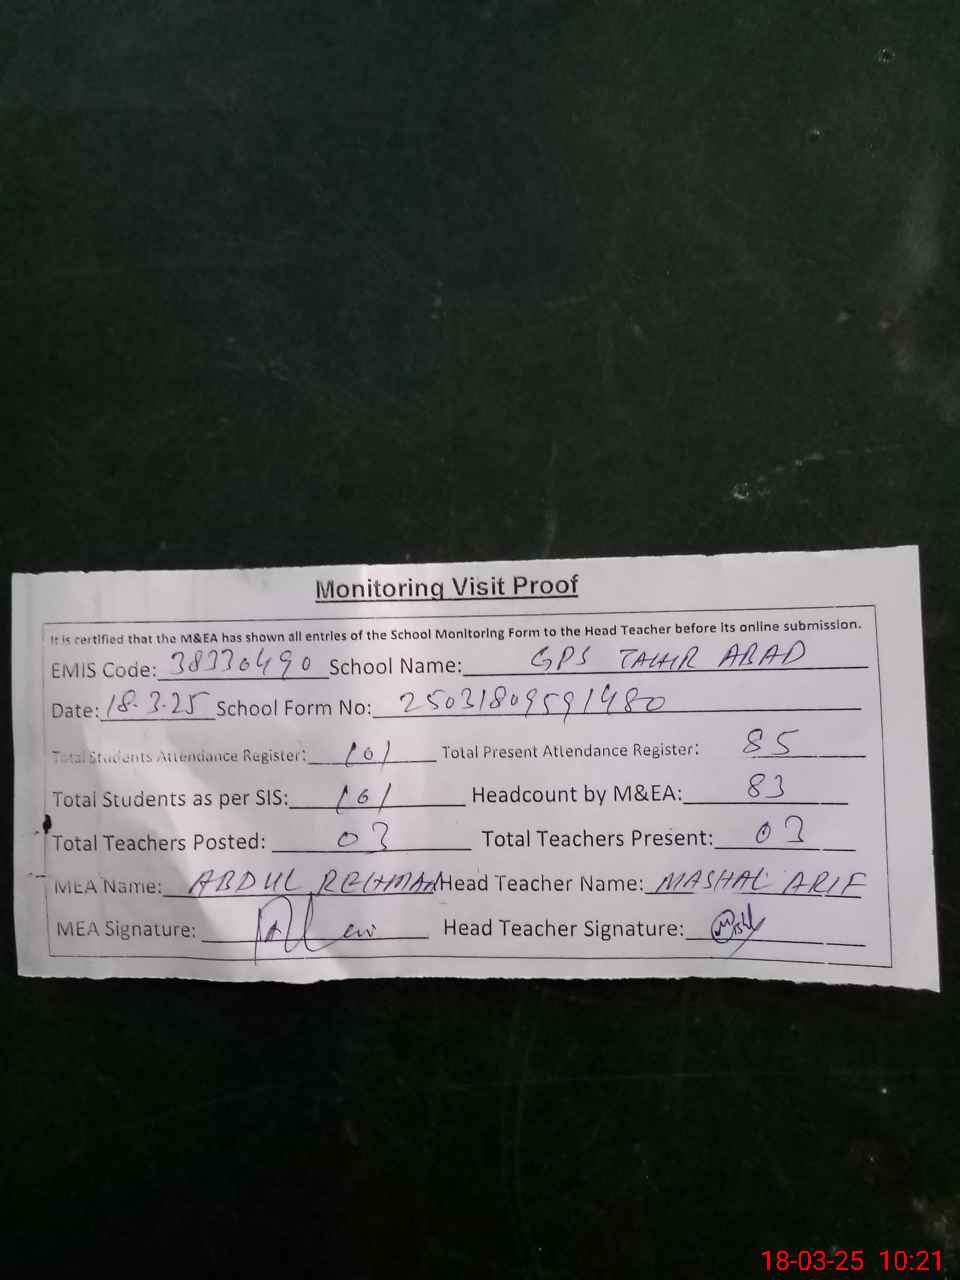 Monitoring Visit Proof
It is certified that the M&EA has shown all entries of the School Monitoring Form to the Head Teacher before its online submission.
EMIS Code: 38330490 School Name: GPS TAHIR ABAD
Date: 18.3.25 School Form No: 25031809591480
Total Students Attendance Register: 101 Total Present Attendance Register: 85
Total Students as per SIS: 101 Headcount by M&EA: 83
Total Teachers Posted: 03 Total Teachers Present: 03
MEA Name: ABDUL REHMAN Head Teacher Name: MASHAL ARIF
MEA Signature: Head Teacher Signature:
18-03-25 10:21